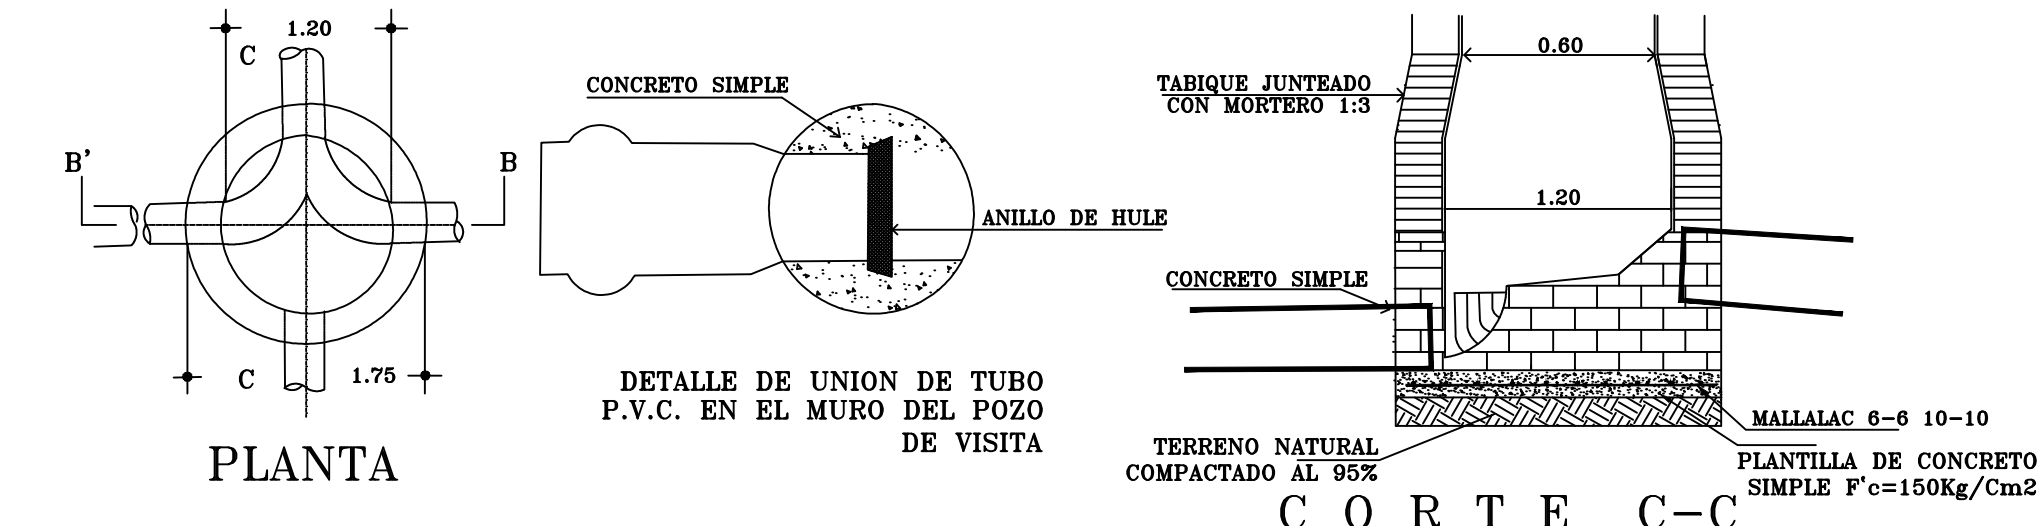 1.20
C
B'
B
C
1.75
PLANTA
CONCRETO SIMPLE
ANILLO DE HULE
DETALLE DE UNION DE TUBO
P.V.C. EN EL MURO DEL POZO
DE VISITA
0.60
TABIQUE JUNTEADO
CON MORTERO 1:3
1.20
CONCRETO SIMPLE
MALLALAC 6-6 10-10
TERRENO NATURAL
COMPACTADO AL 95%
PLANTILLA DE CONCRETO
SIMPLE F'c=150Kg/Cm2
CORTE C-C